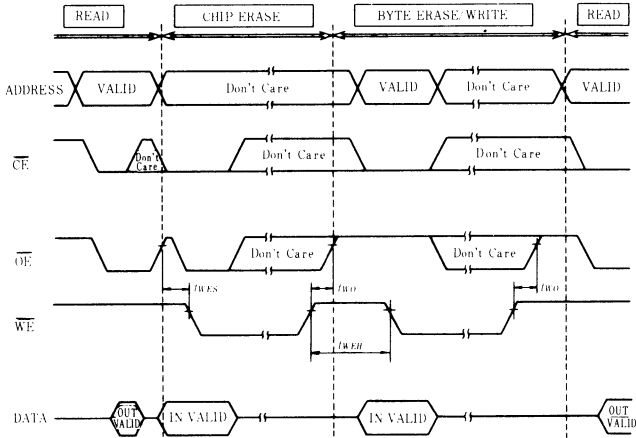 READ CHIP ERASE BYTE ERASE/WRITE READ
ADDRESS VALID Don't Care VALID Don't Care VALID
CE Don't Care Don't Care Don't Care
OE Don't Care Don't Care
tWES tWO tWO
WE
tWEH
DATA OUT VALID IN VALID IN VALID OUT VALID